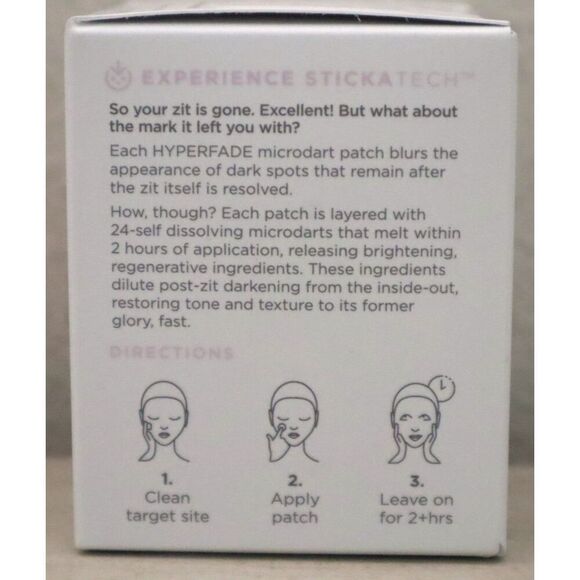 EXPERIENCE STICKATECH™
So your zit is gone. Excellent! But what about
the mark it left you with?
Each HYPERFADE microdart patch blurs the
appearance of dark spots that remain after
the zit itself is resolved.
How, though? Each patch is layered with
24-self dissolving microdarts that melt within
2 hours of application, releasing brightening,
regenerative ingredients. These ingredients
dilute post-zit darkening from the inside-out,
restoring tone and texture to its former
glory, fast.
DIRECTIONS
1.
Clean
target site
2.
Apply
patch
3.
Leave on
for 2+hrs